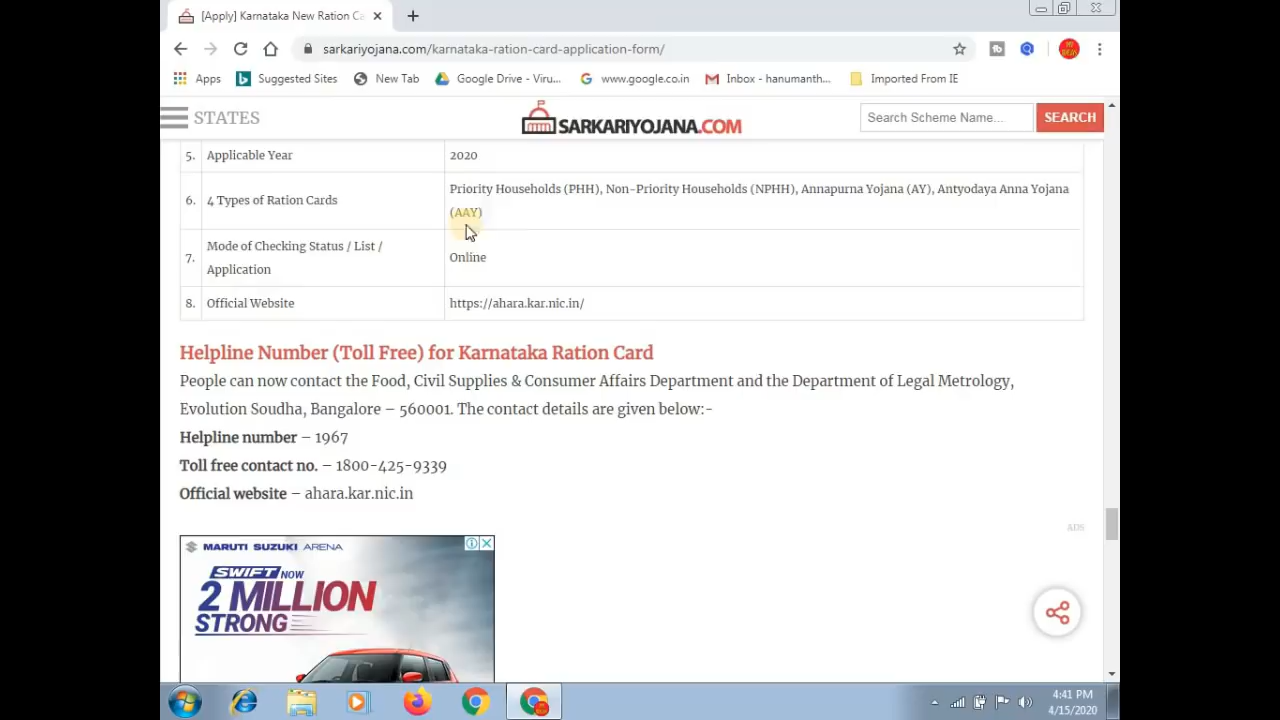 [Apply] Karnataka New Ration Ca
sarkariyojana.com/karnataka-ration-card-application-form/
Apps Suggested Sites New Tab Google Drive - Viru... www.google.co.in Inbox - hanumanth... Imported From IE
STATES SARKARIYOJANA.COM Search Scheme Name... SEARCH
5. Applicable Year 2020
6. 4 Types of Ration Cards Priority Households (PHH), Non-Priority Households (NPHH), Annapurna Yojana (AY), Antyodaya Anna Yojana
(AAY)
7. Mode of Checking Status / List /
Application Online
8. Official Website https://ahara.kar.nic.in/
Helpline Number (Toll Free) for Karnataka Ration Card
People can now contact the Food, Civil Supplies & Consumer Affairs Department and the Department of Legal Metrology,
Evolution Soudha, Bangalore – 560001. The contact details are given below:-
Helpline number – 1967
Toll free contact no. – 1800-425-9339
Official website – ahara.kar.nic.in
ADS
MARUTI SUZUKI ARENA
SWIFT NOW
2 MILLION
STRONG
4:41 PM
4/15/2020